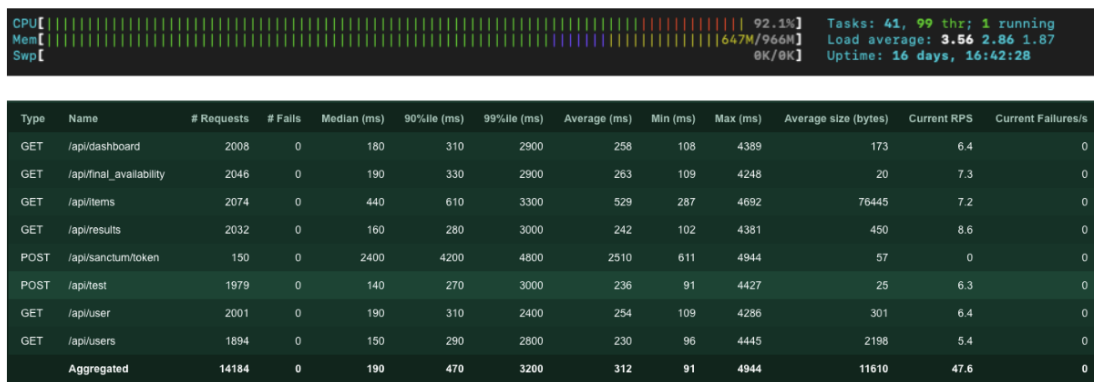 CPU[ 92.1%] Tasks: 41, 99 thr; 1 running
Mem[ 647M/966M] Load average: 3.56 2.86 1.87
Swp[ 0K/0K] Uptime: 16 days, 16:42:28
Type Name # Requests # Fails Median (ms) 90%ile (ms) 99%ile (ms) Average (ms) Min (ms) Max (ms) Average size (bytes) Current RPS Current Failures/s
GET /api/dashboard 2008 0 180 310 2900 258 108 4389 173 6.4 0
GET /api/final_availability 2046 0 190 330 2900 263 109 4248 20 7.3 0
GET /api/items 2074 0 440 610 3300 529 287 4692 76445 7.2 0
GET /api/results 2032 0 160 280 3000 242 102 4381 450 8.6 0
POST /api/sanctum/token 150 0 2400 4200 4800 2510 611 4944 57 0 0
POST /api/test 1979 0 140 270 3000 236 91 4427 25 6.3 0
GET /api/user 2001 0 190 310 2400 254 109 4286 301 6.4 0
GET /api/users 1894 0 150 290 2800 230 96 4445 2198 5.4 0
Aggregated 14184 0 190 470 3200 312 91 4944 11610 47.6 0